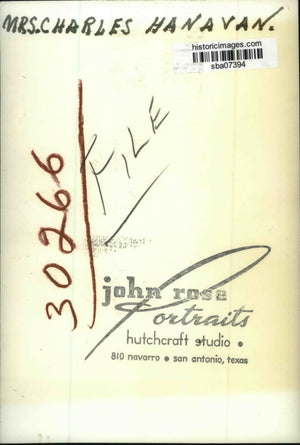 MRS.CHARLES HANAVAN.
historicimages.com
sba07394
FILE
30266
john rose
Portraits
hutchcraft studio •
810 navarro • san antonio, texas